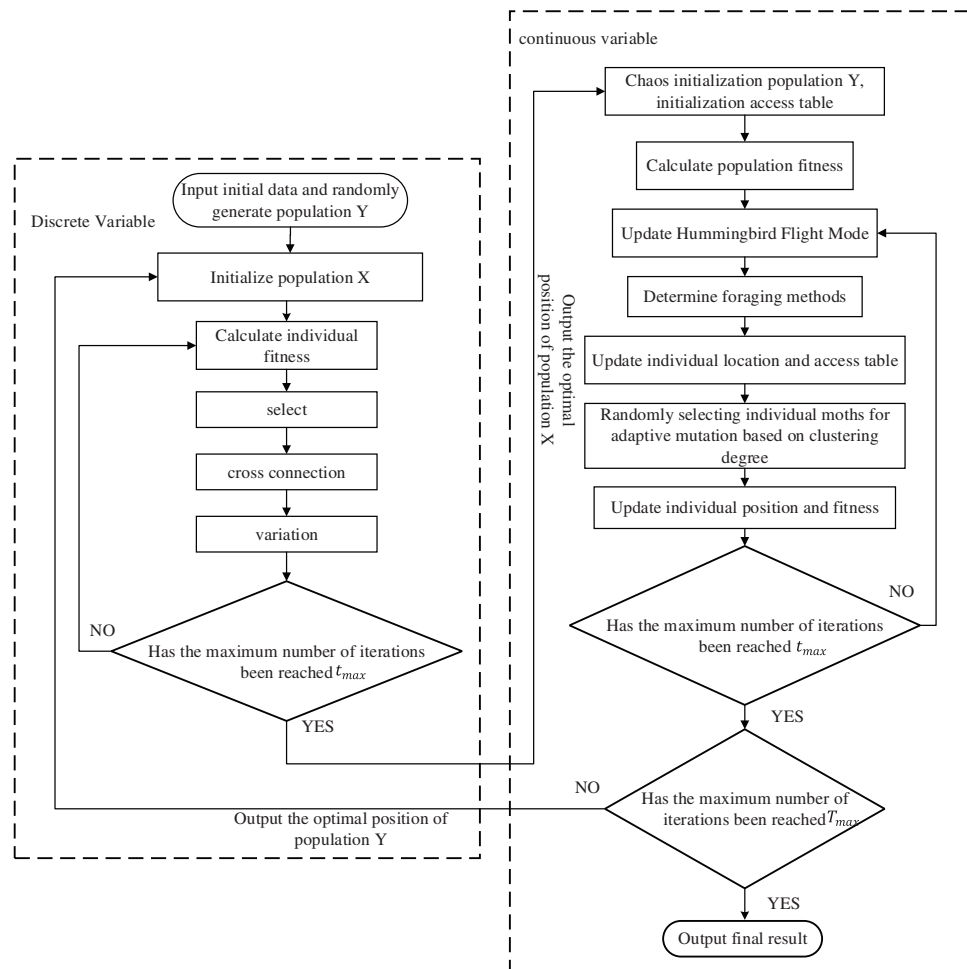 continuous variable
Chaos initialization population Y,
initialization access table
Calculate population fitness
Update Hummingbird Flight Mode
Determine foraging methods
Update individual location and access table
Randomly selecting individual moths for
adaptive mutation based on clustering
degree
Update individual position and fitness
NO
Has the maximum number of iterations
been reached t_max
YES
NO
Has the maximum number of
iterations been reached T_max
YES
Output final result
Input initial data and randomly
generate population Y
Discrete Variable
Initialize population X
Calculate individual
fitness
select
cross connection
variation
NO
Has the maximum number of iterations
been reached t_max
YES
Output the optimal
position of population X
Output the optimal position of
population Y